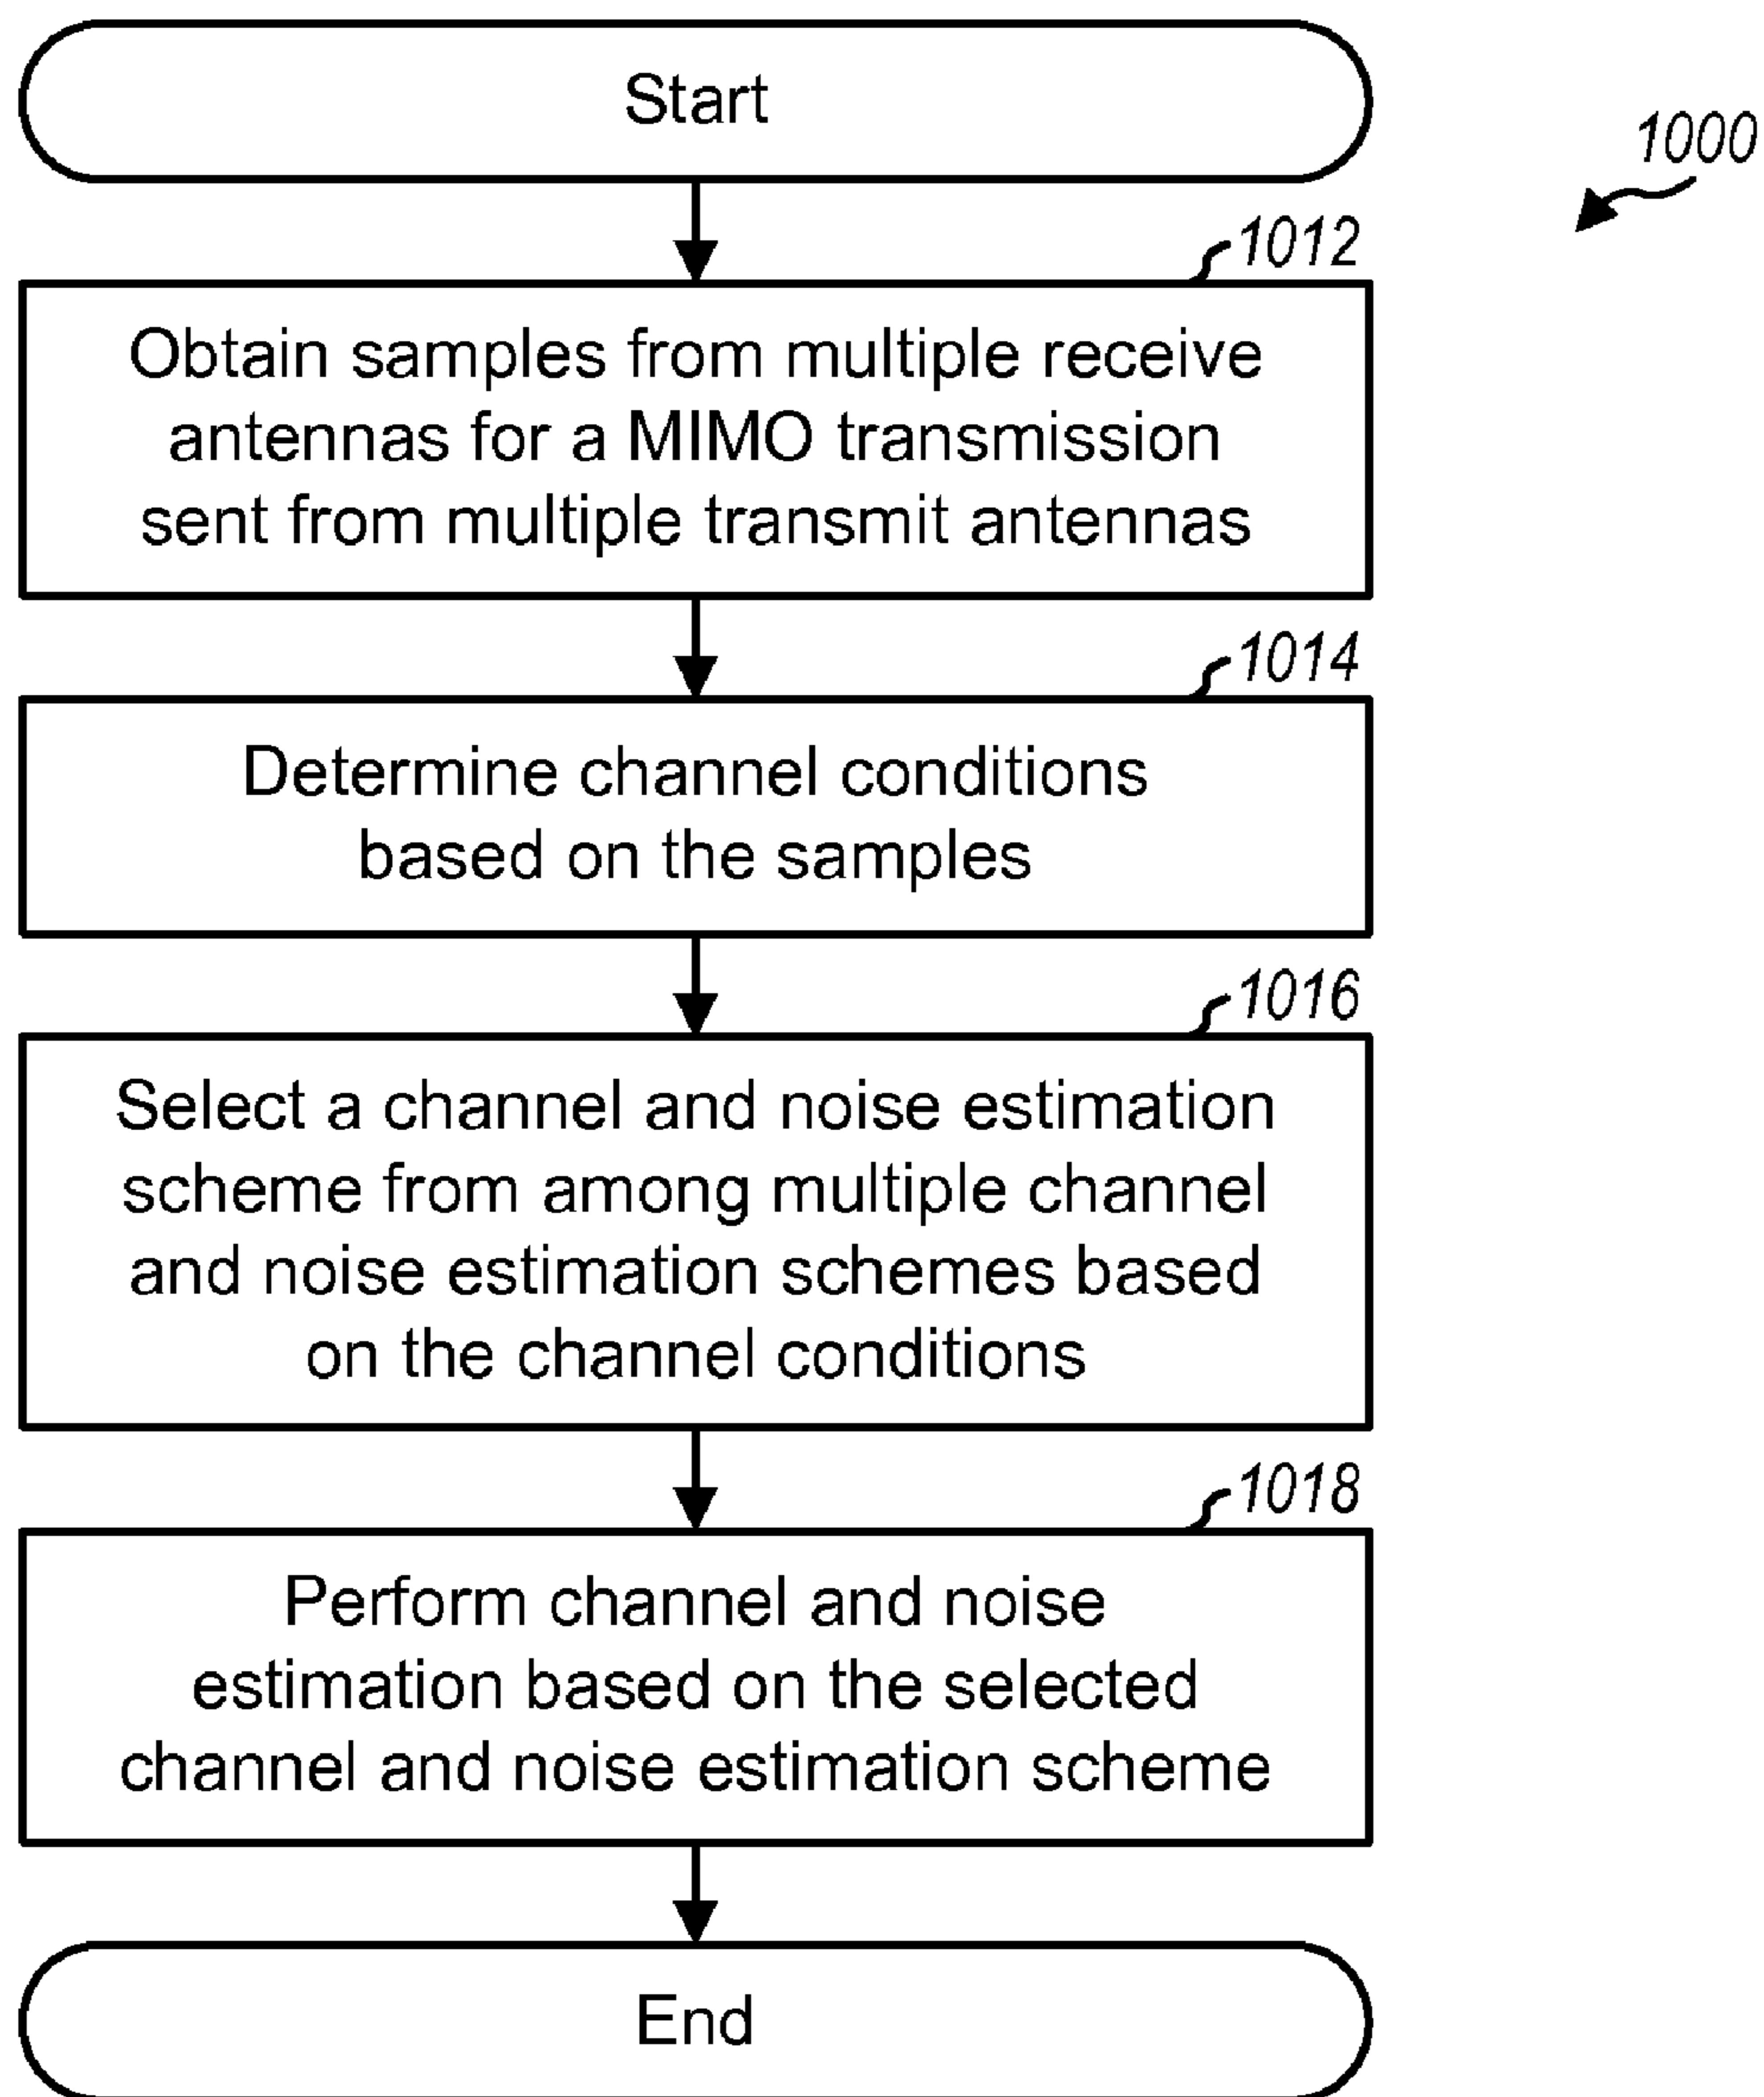 Start
1000
1012
Obtain samples from multiple receive
antennas for a MIMO transmission
sent from multiple transmit antennas
1014
Determine channel conditions
based on the samples
1016
Select a channel and noise estimation
scheme from among multiple channel
and noise estimation schemes based
on the channel conditions
1018
Perform channel and noise
estimation based on the selected
channel and noise estimation scheme
End